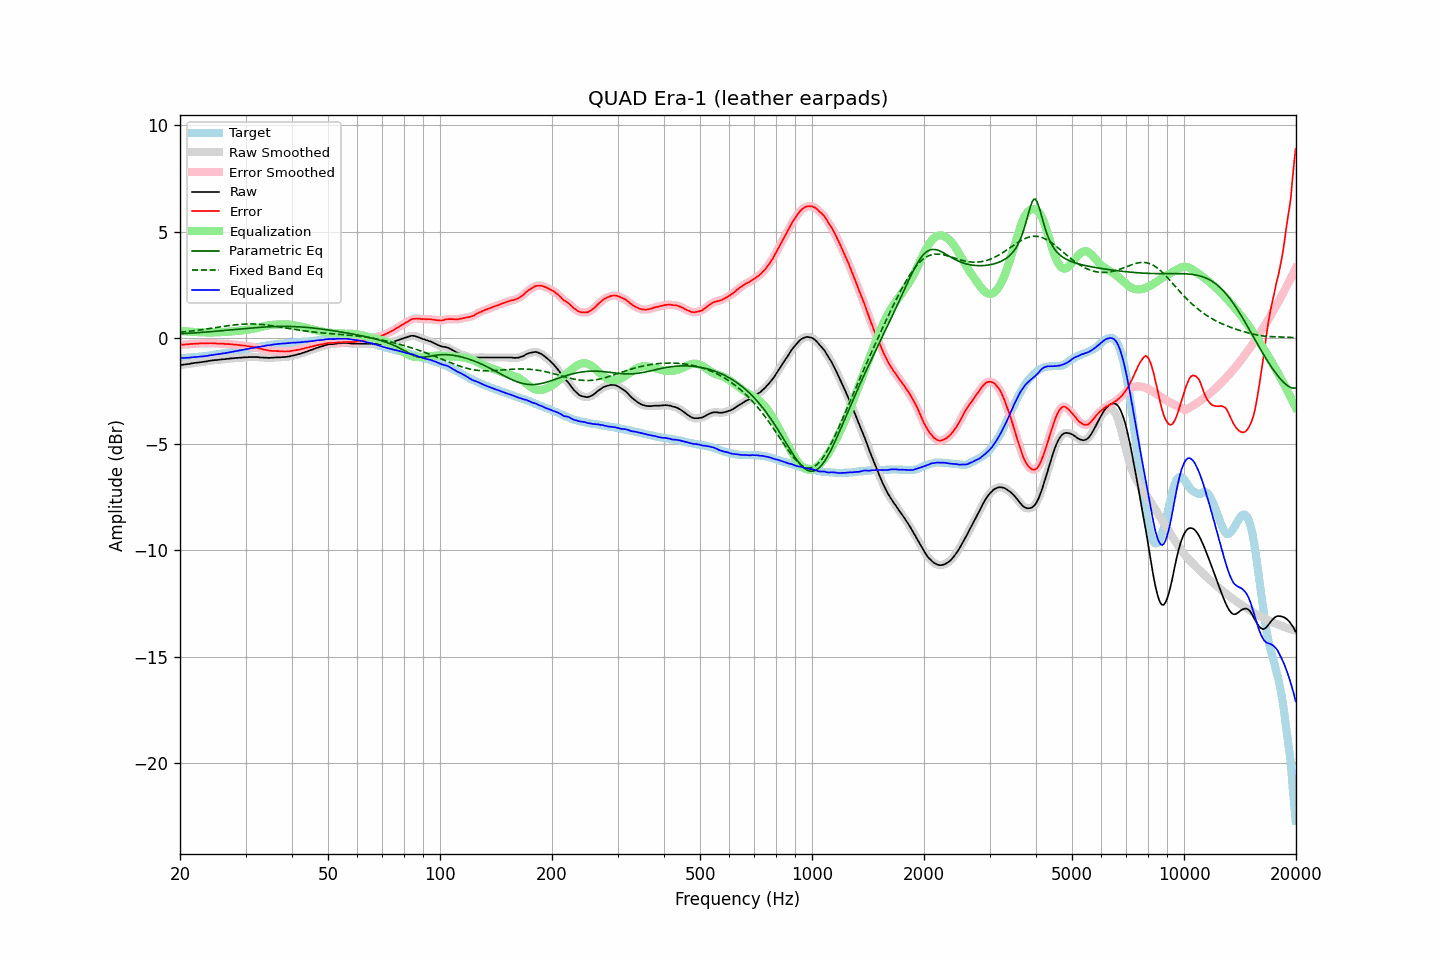 QUAD Era-1 (leather earpads)
Target
Raw Smoothed
Error Smoothed
Raw
Error
Equalization
Parametric Eq
Fixed Band Eq
Equalized
10
5
0
−5
−10
−15
−20
Amplitude (dBr)
20
50
100
200
500
1000
2000
5000
10000
20000
Frequency (Hz)